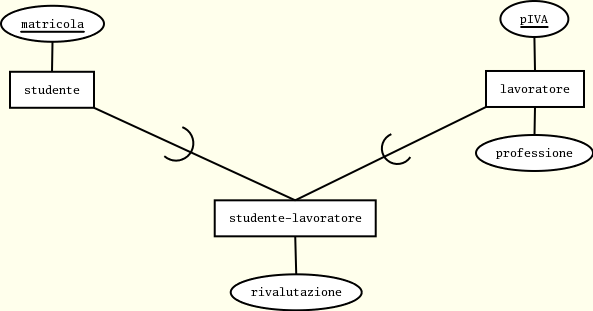 matricola
pIVA
studente
lavoratore
professione
studente-lavoratore
rivalutazione